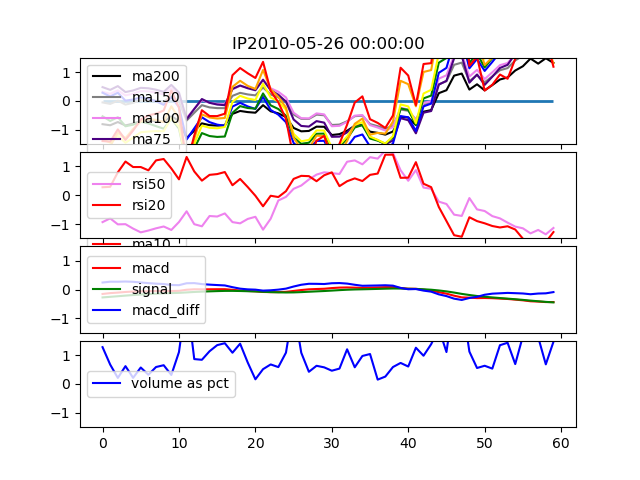 IP2010-05-26 00:00:00
1
0
−1
ma200
ma150
ma100
ma75
1
0
−1
rsi50
rsi20
ma10
1
0
−1
macd
signal
macd_diff
1
0
−1
volume as pct
0 10 20 30 40 50 60